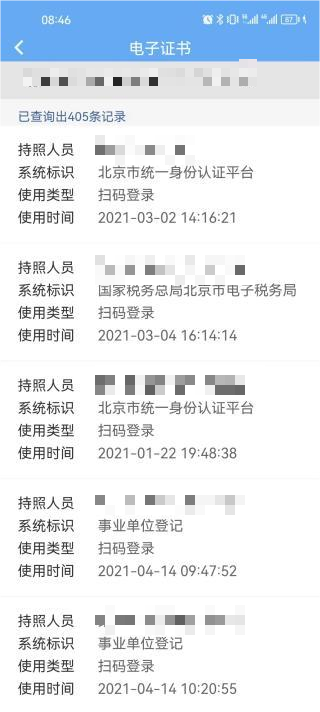 08:46
67
电子证书
已查询出405条记录
持照人员
系统标识 北京市统一身份认证平台
使用类型 扫码登录
使用时间 2021-03-02 14:16:21
持照人员
系统标识 国家税务总局北京市电子税务局
使用类型 扫码登录
使用时间 2021-03-04 16:14:14
持照人员
系统标识 北京市统一身份认证平台
使用类型 扫码登录
使用时间 2021-01-22 19:48:38
持照人员
系统标识 事业单位登记
使用类型 扫码登录
使用时间 2021-04-14 09:47:52
持照人员
系统标识 事业单位登记
使用类型 扫码登录
使用时间 2021-04-14 10:20:55